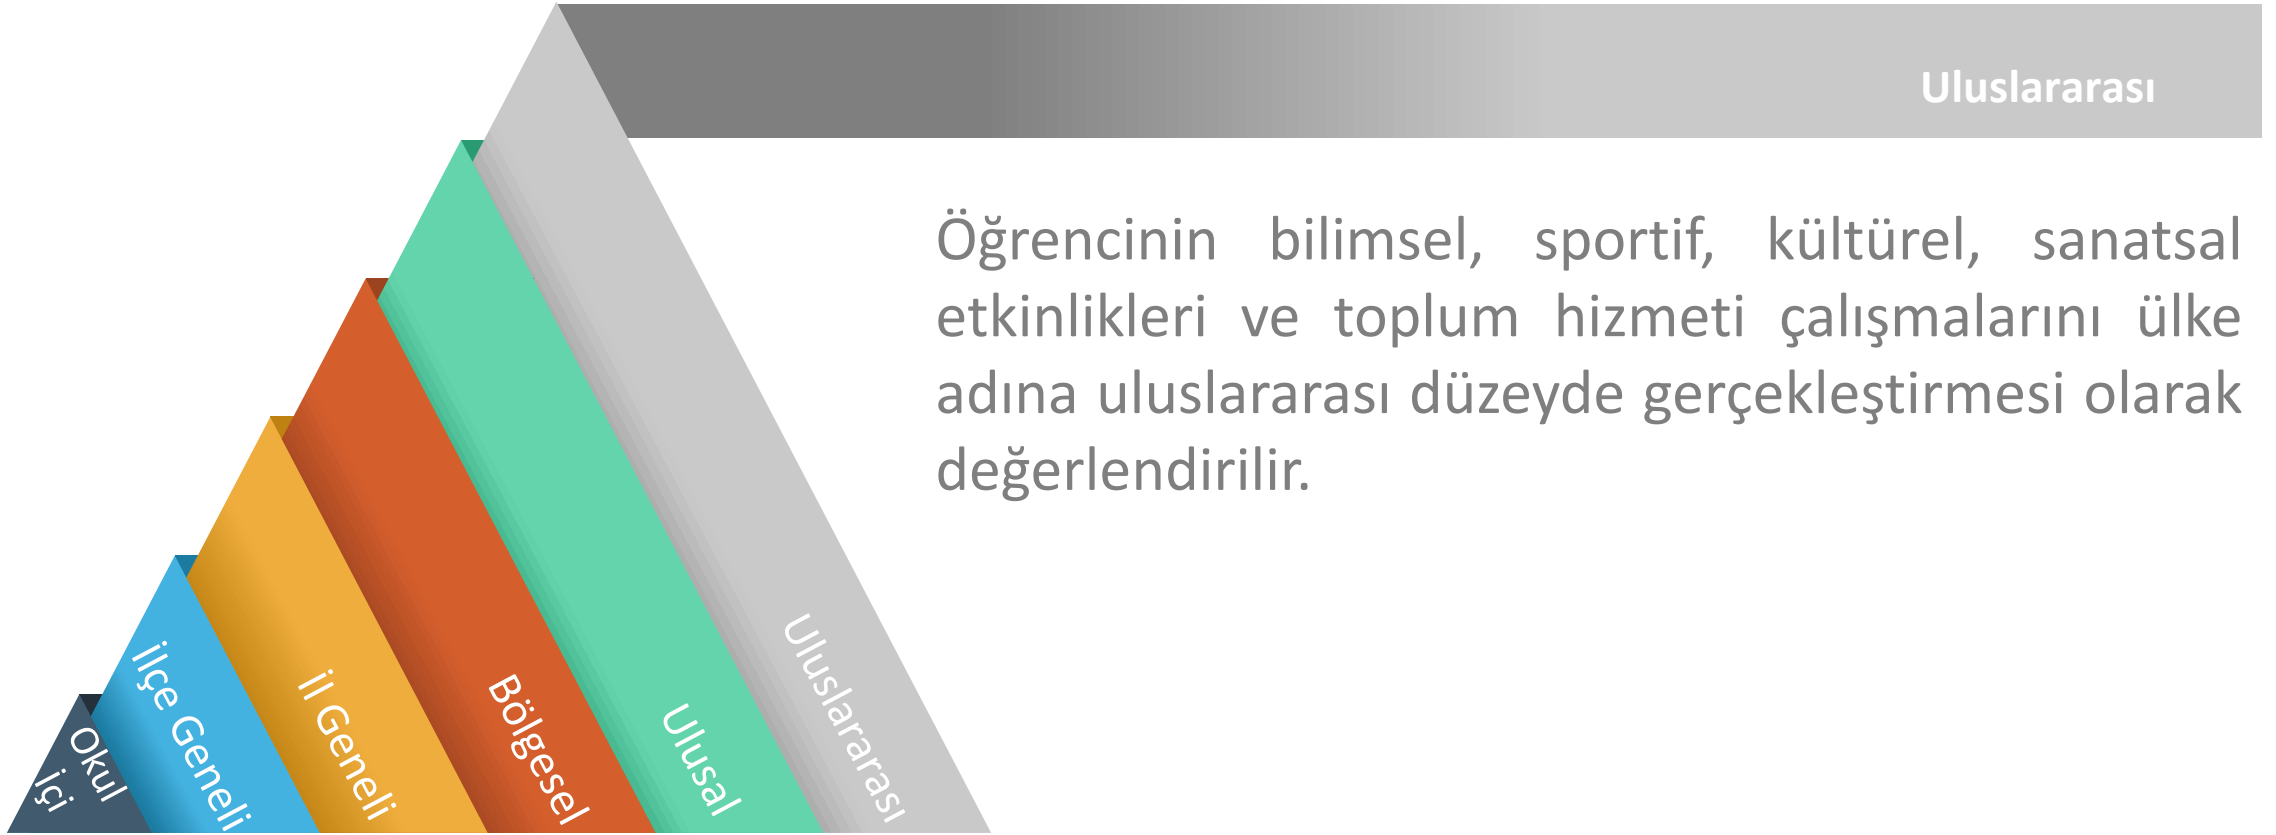 Uluslararası
Öğrencinin bilimsel, sportif, kültürel, sanatsal
etkinlikleri ve toplum hizmeti çalışmalarını ülke
adına uluslararası düzeyde gerçekleştirmesi olarak
değerlendirilir.
Okul
İçi
İlçe Geneli
İl Geneli
Bölgesel
Ulusal
Uluslararası